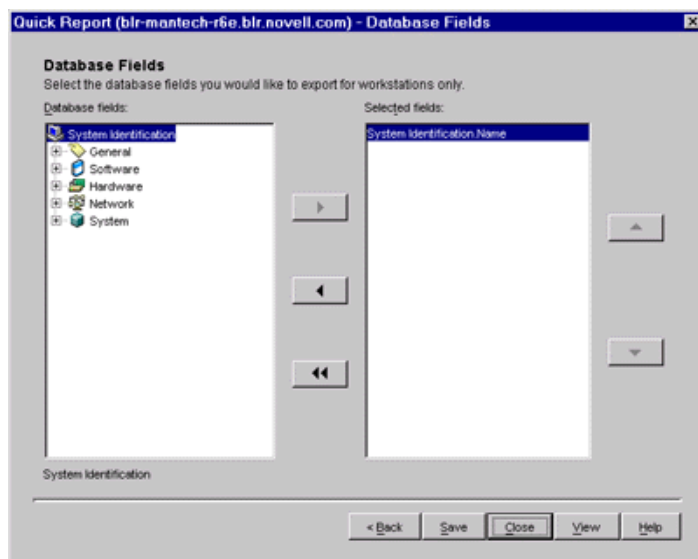 Quick Report (blr-mantech-r6e.blr.novell.com) - Database Fields
Database Fields
Select the database fields you would like to export for workstations only.
Database fields:
Selected fields:
System Identification
General
Software
Hardware
Network
System
System Identification.Name
System Identification
< Back
Save
Close
View
Help